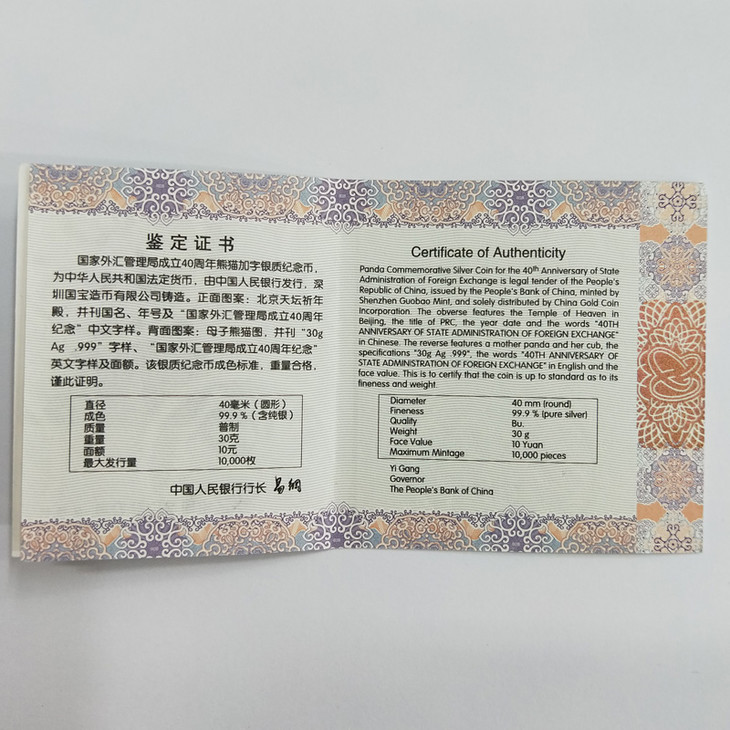 鉴定证书
国家外汇管理局成立40周年熊猫加字银质纪念币，
为中华人民共和国法定货币，由中国人民银行发行，深
圳国宝造币有限公司铸造。正面图案：北京天坛祈年
殿，并刊国名、年号及“国家外汇管理局成立40周年
纪念”中文字样。背面图案：母子熊猫图，并刊“30g
Ag .999”字样、“国家外汇管理局成立40周年纪念”
英文字样及面额。该银质纪念币成色标准，重量合格，
谨此证明。
直径 40毫米（圆形）
成色 99.9％（含纯银）
质量 普制
重量 30克
面额 10元
最大发行量 10,000枚
中国人民银行行长 易纲
Certificate of Authenticity
Panda Commemorative Silver Coin for the 40th Anniversary of State
Administration of Foreign Exchange is legal tender of the People's
Republic of China, issued by the People's Bank of China, minted by
Shenzhen Guobao Mint, and solely distributed by China Gold Coin
Incorporation. The obverse features the Temple of Heaven in
Beijing, the title of PRC, the year date and the words "40TH
ANNIVERSARY OF STATE ADMINISTRATION OF FOREIGN EXCHANGE"
in Chinese. The reverse features a mother panda and her cub, the
specifications "30g Ag .999", the words "40TH ANNIVERSARY OF
STATE ADMINISTRATION OF FOREIGN EXCHANGE" in English and the
face value. This is to certify that the coin is up to standard as to its
fineness and weight.
Diameter 40 mm (round)
Fineness 99.9 % (pure silver)
Quality Bu.
Weight 30 g
Face Value 10 Yuan
Maximum Mintage 10,000 pieces
Yi Gang
Governor
The People's Bank of China